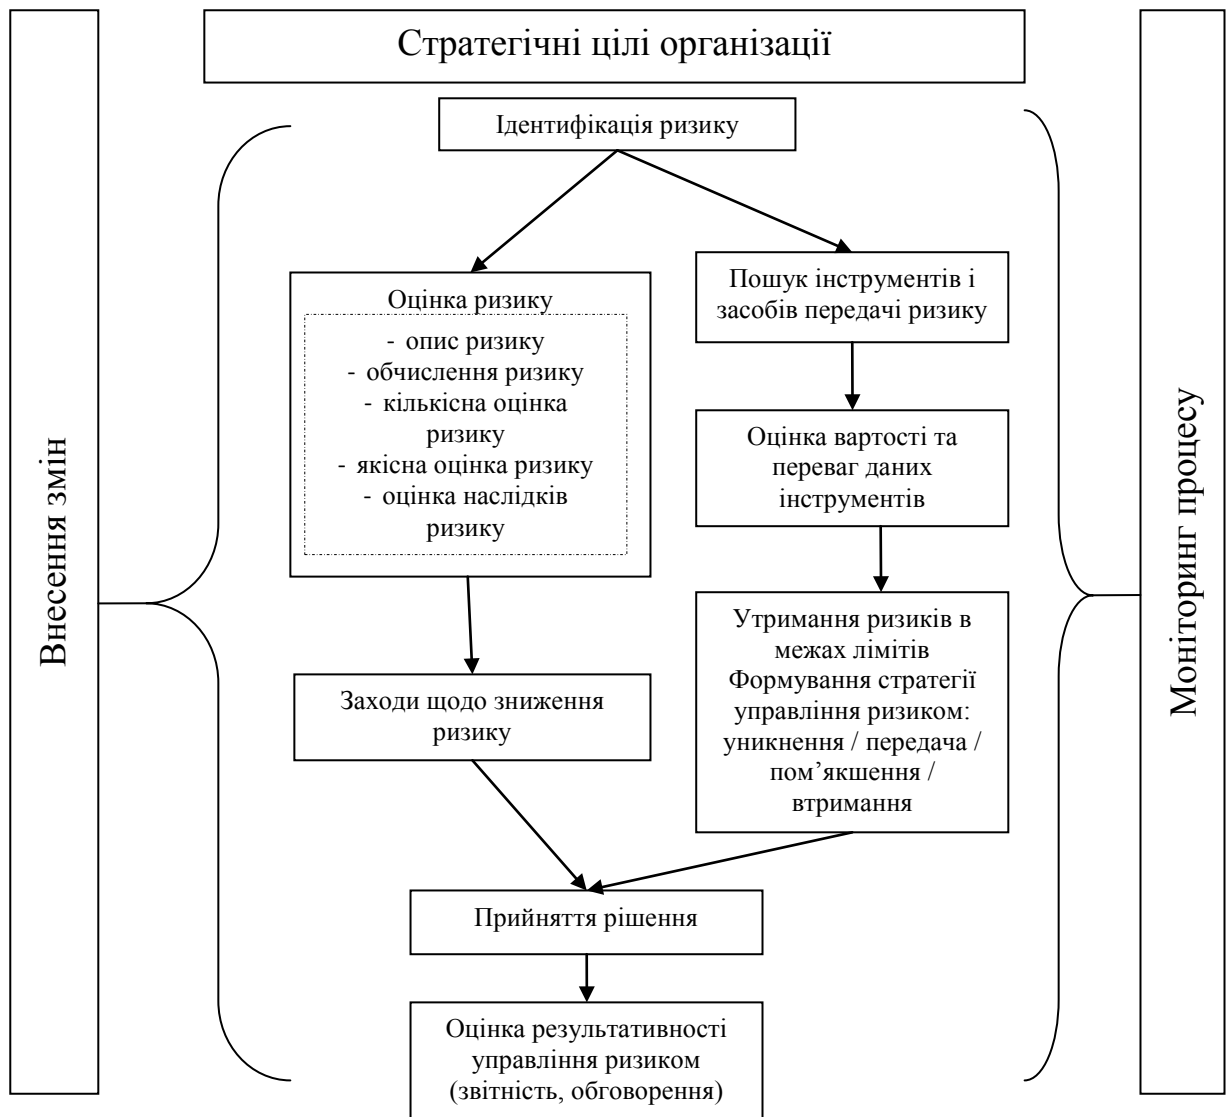 Стратегічні цілі організації
Внесення змін
Ідентифікація ризику
Оцінка ризику
- опис ризику
- обчислення ризику
- кількісна оцінка
ризику
- якісна оцінка ризику
- оцінка наслідків
ризику
Заходи щодо зниження
ризику
Пошук інструментів і
засобів передачі ризику
Оцінка вартості та
переваг даних
інструментів
Утримання ризиків в
межах лімітів
Формування стратегії
управління ризиком:
уникнення / передача /
пом’якшення /
втримання
Прийняття рішення
Оцінка результативності
управління ризиком
(звітність, обговорення)
Моніторинг процесу